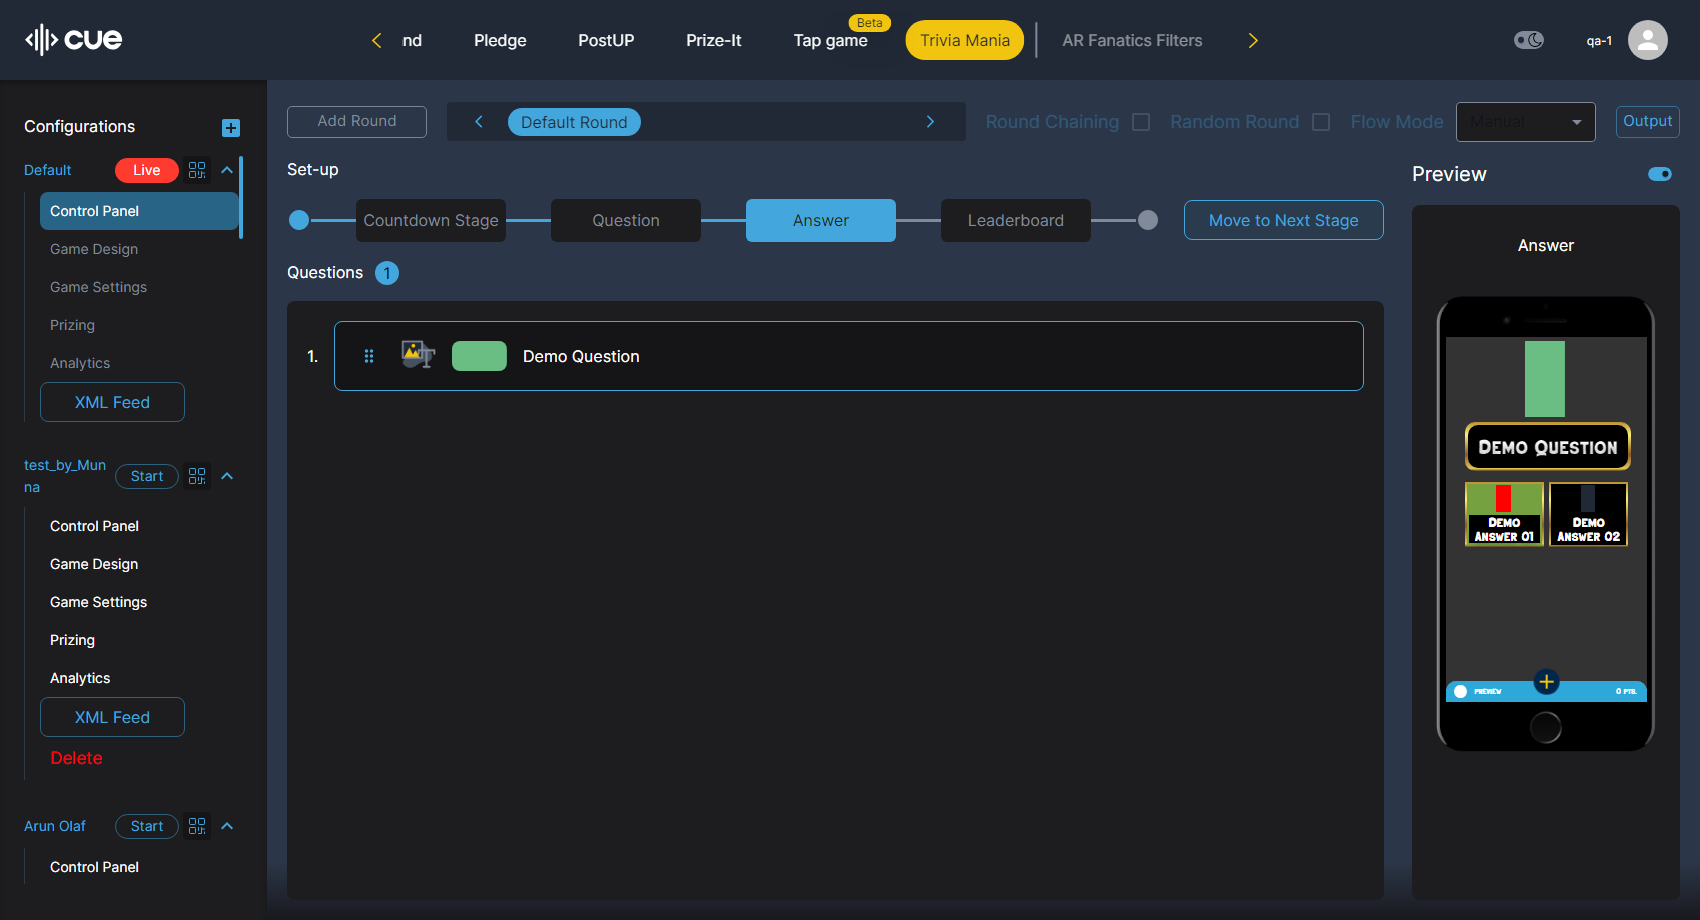 cue
nd
Pledge
PostUP
Prize-It
Tap game
Beta
Trivia Mania
AR Fanatics Filters
qa-1
Configurations
Default
Live
Control Panel
Game Design
Game Settings
Prizing
Analytics
XML Feed
test_by_Mun
na
Start
Control Panel
Game Design
Game Settings
Prizing
Analytics
XML Feed
Delete
Arun Olaf
Start
Control Panel
Add Round
Default Round
Round Chaining
Random Round
Flow Mode
Manual
Output
Set-up
Countdown Stage
Question
Answer
Leaderboard
Move to Next Stage
Questions 1
1.
Demo Question
Preview
Answer
Demo Question
Demo
Answer 01
Demo
Answer 02
PREVIEW
0 PTS.